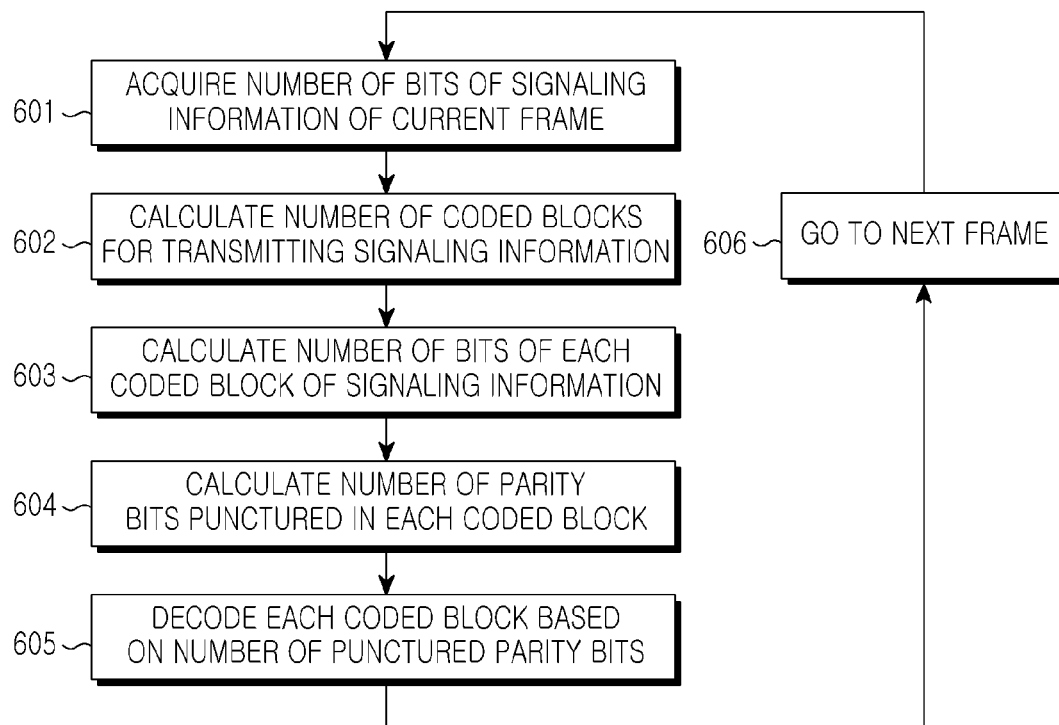 601
ACQUIRE NUMBER OF BITS OF SIGNALING
INFORMATION OF CURRENT FRAME
602
CALCULATE NUMBER OF CODED BLOCKS
FOR TRANSMITTING SIGNALING INFORMATION
603
CALCULATE NUMBER OF BITS OF EACH
CODED BLOCK OF SIGNALING INFORMATION
604
CALCULATE NUMBER OF PARITY
BITS PUNCTURED IN EACH CODED BLOCK
605
DECODE EACH CODED BLOCK BASED
ON NUMBER OF PUNCTURED PARITY BITS
606
GO TO NEXT FRAME